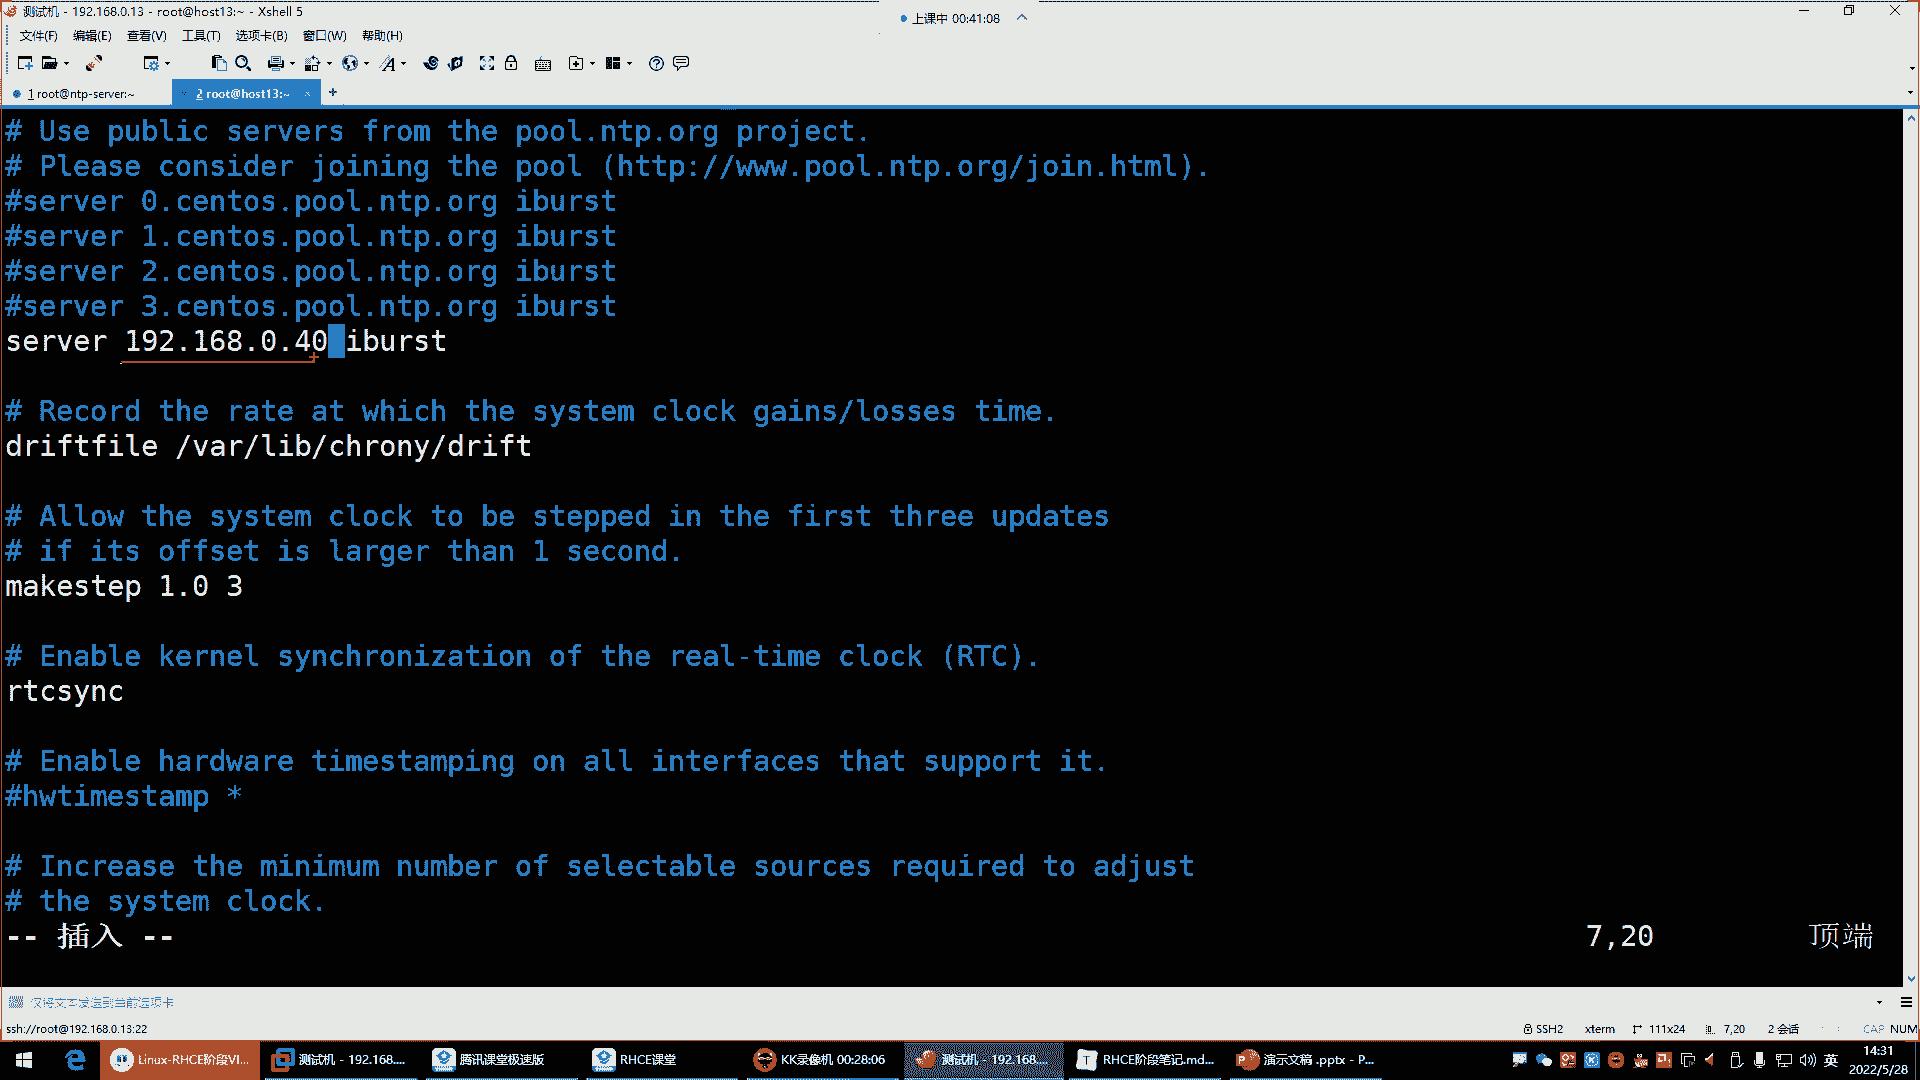 测试机 - 192.168.0.13 - root@host13:~ - Xshell 5
上课中 00:41:08
文件(F) 编辑(E) 查看(V) 工具(T) 选项卡(B) 窗口(W) 帮助(H)
1 root@ntp-server:~ 2 root@host13:~ × +
# Use public servers from the pool.ntp.org project.
# Please consider joining the pool (http://www.pool.ntp.org/join.html).
#server 0.centos.pool.ntp.org iburst
#server 1.centos.pool.ntp.org iburst
#server 2.centos.pool.ntp.org iburst
#server 3.centos.pool.ntp.org iburst
server 192.168.0.40 iburst
# Record the rate at which the system clock gains/losses time.
driftfile /var/lib/chrony/drift
# Allow the system clock to be stepped in the first three updates
# if its offset is larger than 1 second.
makestep 1.0 3
# Enable kernel synchronization of the real-time clock (RTC).
rtcsync
# Enable hardware timestamping on all interfaces that support it.
#hwtimestamp *
# Increase the minimum number of selectable sources required to adjust
# the system clock.
-- 插入 -- 7,20 顶端
仅将文本发送到当前选项卡
ssh://root@192.168.0.13:22 SSH2 xterm 111x24 7,20 2 会话 CAP NUM
Linux-RHCE阶段VI... 测试机 - 192.168.... 腾讯课堂极速版 RHCE课堂 KK录像机 00:28:06 测试机 - 192.168.... RHCE阶段笔记.md... 演示文稿 .pptx - P... 英 14:31
2022/5/28